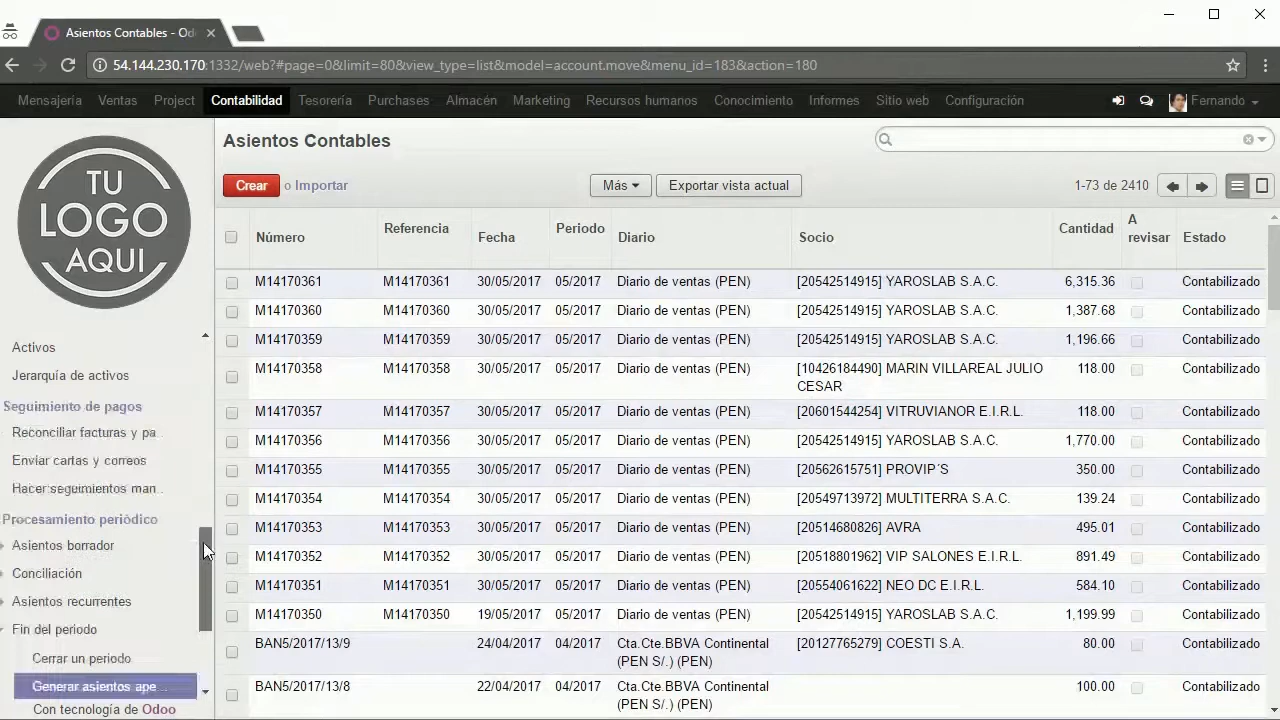 Asientos Contables - Od
54.144.230.170:1332/web?#page=0&limit=80&view_type=list&model=account.move&menu_id=183&action=180
Mensajería Ventas Project Contabilidad Tesorería Purchases Almacén Marketing Recursos humanos Conocimiento Informes Sitio web Configuración Fernando
TU
LOGO
AQUI
Activos
Jerarquía de activos
Seguimiento de pagos
Reconciliar facturas y pa...
Enviar cartas y correos
Hacer seguimientos man...
Procesamiento periódico
Asientos borrador
Conciliación
Asientos recurrentes
Fin del periodo
Cerrar un periodo
Generar asientos ape...
Con tecnología de Odoo
Asientos Contables
Crear o Importar Más Exportar vista actual 1-73 de 2410
Número Referencia Fecha Periodo Diario Socio Cantidad A revisar Estado
M14170361 M14170361 30/05/2017 05/2017 Diario de ventas (PEN) [20542514915] YAROSLAB S.A.C. 6,315.36 Contabilizado
M14170360 M14170360 30/05/2017 05/2017 Diario de ventas (PEN) [20542514915] YAROSLAB S.A.C. 1,387.68 Contabilizado
M14170359 M14170359 30/05/2017 05/2017 Diario de ventas (PEN) [20542514915] YAROSLAB S.A.C. 1,196.66 Contabilizado
M14170358 M14170358 30/05/2017 05/2017 Diario de ventas (PEN) [10426184490] MARIN VILLAREAL JULIO CESAR 118.00 Contabilizado
M14170357 M14170357 30/05/2017 05/2017 Diario de ventas (PEN) [20601544254] VITRUVIANOR E.I.R.L. 118.00 Contabilizado
M14170356 M14170356 30/05/2017 05/2017 Diario de ventas (PEN) [20542514915] YAROSLAB S.A.C. 1,770.00 Contabilizado
M14170355 M14170355 30/05/2017 05/2017 Diario de ventas (PEN) [20562615751] PROVIP´S 350.00 Contabilizado
M14170354 M14170354 30/05/2017 05/2017 Diario de ventas (PEN) [20549713972] MULTITERRA S.A.C. 139.24 Contabilizado
M14170353 M14170353 30/05/2017 05/2017 Diario de ventas (PEN) [20514680826] AVRA 495.01 Contabilizado
M14170352 M14170352 30/05/2017 05/2017 Diario de ventas (PEN) [20518801962] VIP SALONES E.I.R.L. 891.49 Contabilizado
M14170351 M14170351 30/05/2017 05/2017 Diario de ventas (PEN) [20554061622] NEO DC E.I.R.L. 584.10 Contabilizado
M14170350 M14170350 19/05/2017 05/2017 Diario de ventas (PEN) [20542514915] YAROSLAB S.A.C. 1,199.99 Contabilizado
BAN5/2017/13/9 24/04/2017 04/2017 Cta.Cte.BBVA Continental (PEN S/.) (PEN) [20127765279] COESTI S.A. 80.00 Contabilizado
BAN5/2017/13/8 22/04/2017 04/2017 Cta.Cte.BBVA Continental (PEN S/.) (PEN) 100.00 Contabilizado